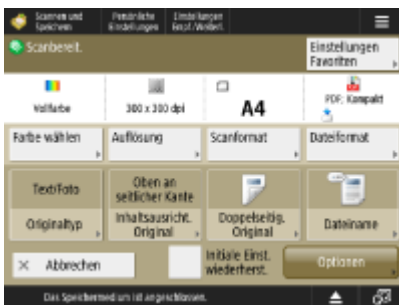 Scannen und
Speichern
Persönliche
Einstellungen
Einstellungen
Empf./Weiterl.
Scanbereit.
Einstellungen
Favoriten
Vollfarbe
300 x 300 dpi
A4
PDF; Kompakt
Farbe wählen
Auflösung
Scanformat
Dateiformat
Text/Foto
Oben an
seitlicher Kante
Originaltyp
Inhaltsausricht.
Original
Doppelseitig.
Original
Dateiname
Abbrechen
Initiale Einst.
wiederherst.
Optionen
Das Speichermedium ist angeschlossen.